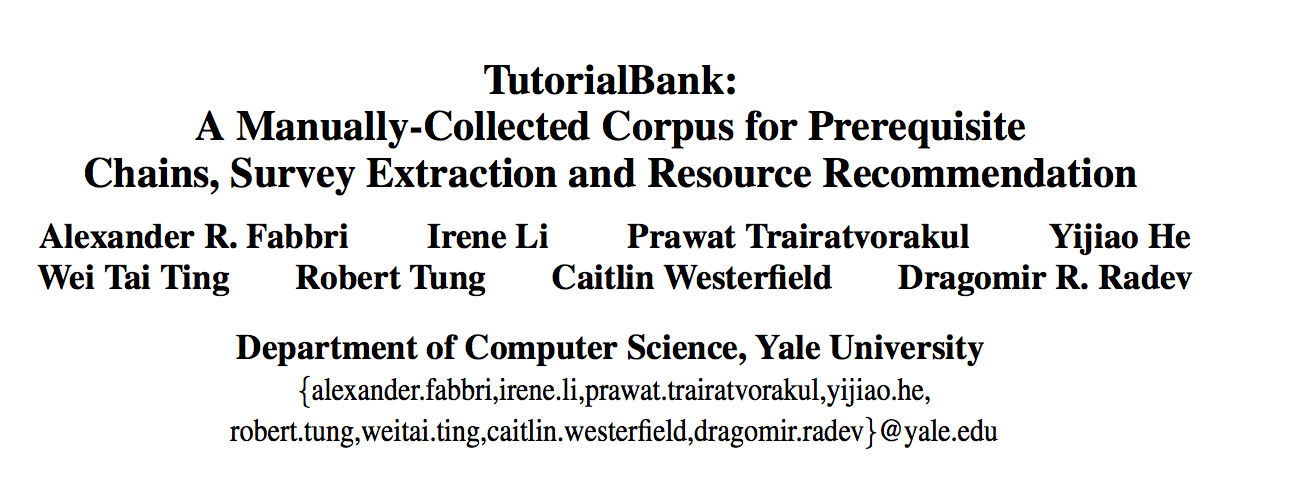 TutorialBank:
A Manually-Collected Corpus for Prerequisite
Chains, Survey Extraction and Resource Recommendation
Alexander R. Fabbri Irene Li Prawat Trairatvorakul Yijiao He
Wei Tai Ting Robert Tung Caitlin Westerfield Dragomir R. Radev
Department of Computer Science, Yale University
{alexander.fabbri,irene.li,prawat.trairatvorakul,yijiao.he,
robert.tung,weitai.ting,caitlin.westerfield,dragomir.radev}@yale.edu